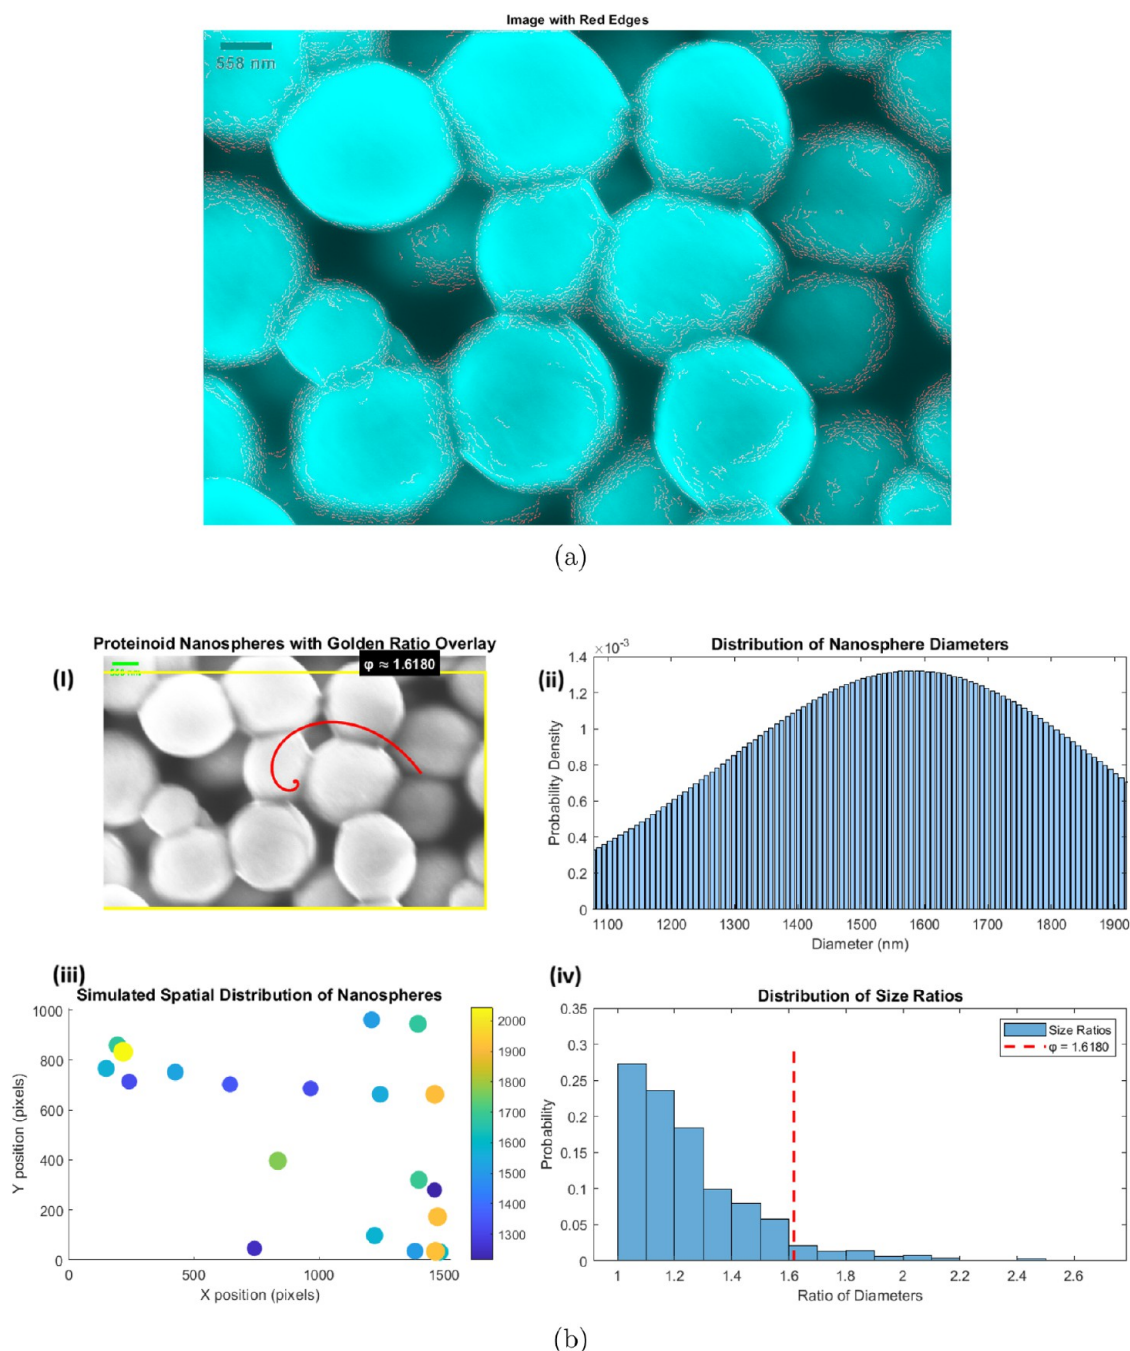 Image with Red Edges
558 nm
(a)
Proteinoid Nanospheres with Golden Ratio Overlay
φ ≈ 1.6180
(I)
Distribution of Nanosphere Diameters
(ii)
×10⁻³
1.4
1.2
1
0.8
0.6
0.4
0.2
0
Probability Density
1100 1200 1300 1400 1500 1600 1700 1800 1900
Diameter (nm)
(iii)
Simulated Spatial Distribution of Nanospheres
1000
800
600
400
200
0
Y position (pixels)
0 500 1000 1500
X position (pixels)
2000
1900
1800
1700
1600
1500
1400
1300
(iv)
Distribution of Size Ratios
0.35
0.3
0.25
0.2
0.15
0.1
0.05
0
Probability
Size Ratios
φ = 1.6180
1 1.2 1.4 1.6 1.8 2 2.2 2.4 2.6
Ratio of Diameters
(b)